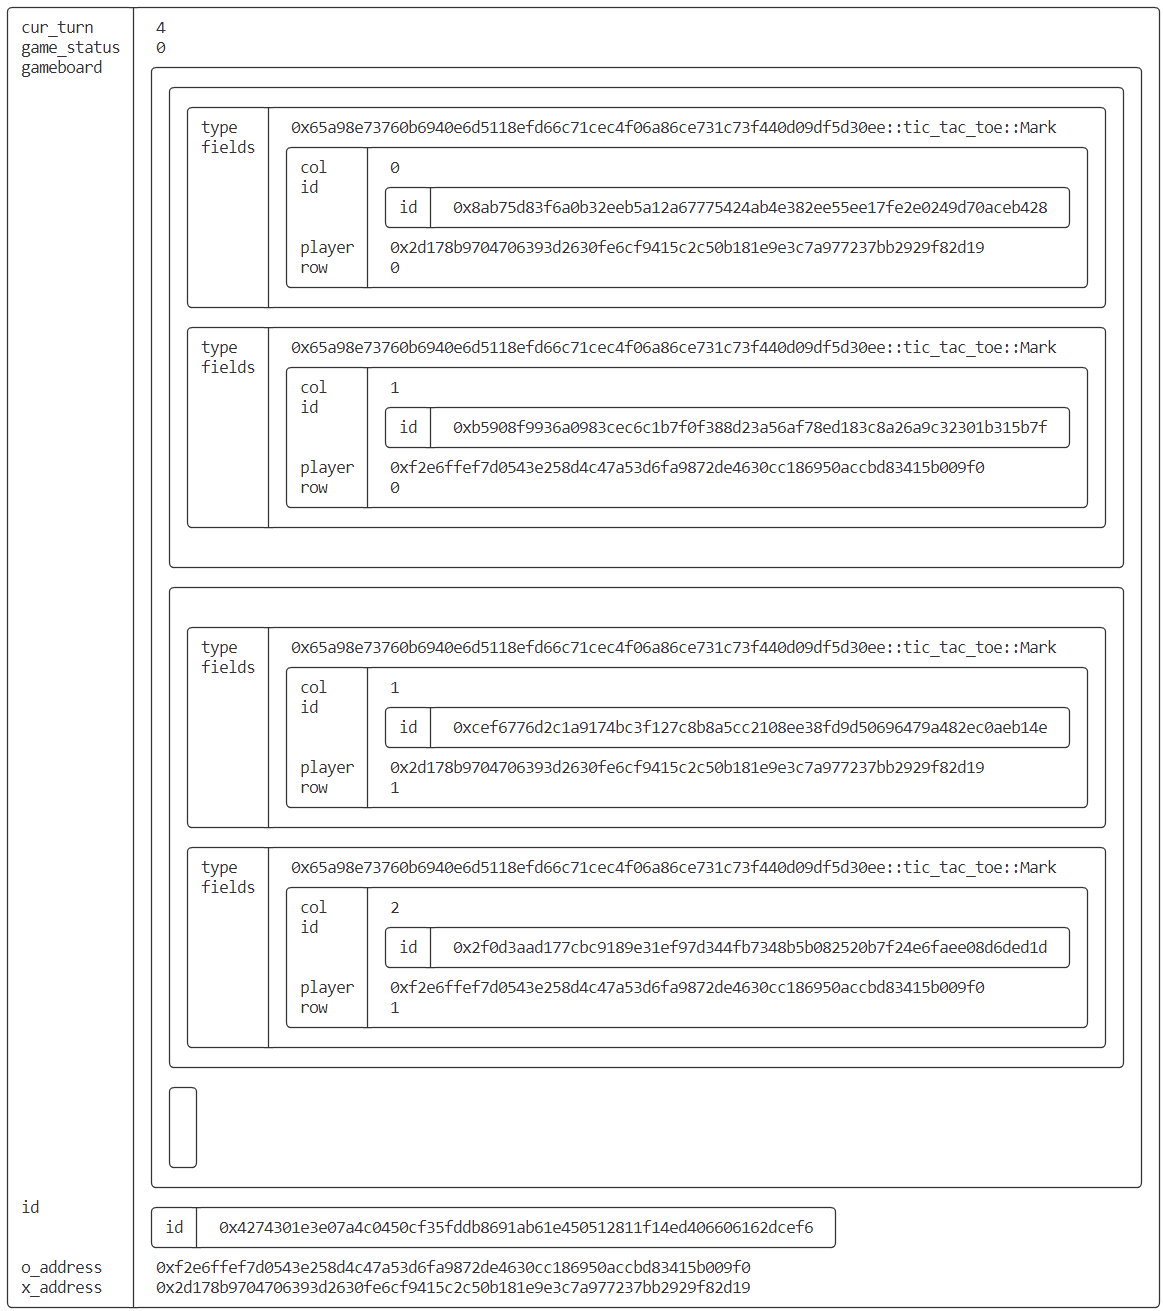 cur_turn 4
game_status 0
gameboard
type 0x65a98e73760b6940e6d5118efd66c71cec4f06a86ce731c73f440d09df5d30ee::tic_tac_toe::Mark
fields
col 0
id
id 0x8ab75d83f6a0b32eeb5a12a67775424ab4e382ee55ee17fe2e0249d70aceb428
player 0x2d178b9704706393d2630fe6cf9415c2c50b181e9e3c7a977237bb2929f82d19
row 0
type 0x65a98e73760b6940e6d5118efd66c71cec4f06a86ce731c73f440d09df5d30ee::tic_tac_toe::Mark
fields
col 1
id
id 0xb5908f9936a0983cec6c1b7f0f388d23a56af78ed183c8a26a9c32301b315b7f
player 0xf2e6ffef7d0543e258d4c47a53d6fa9872de4630cc186950accbd83415b009f0
row 0
type 0x65a98e73760b6940e6d5118efd66c71cec4f06a86ce731c73f440d09df5d30ee::tic_tac_toe::Mark
fields
col 1
id
id 0xcef6776d2c1a9174bc3f127c8b8a5cc2108ee38fd9d50696479a482ec0aeb14e
player 0x2d178b9704706393d2630fe6cf9415c2c50b181e9e3c7a977237bb2929f82d19
row 1
type 0x65a98e73760b6940e6d5118efd66c71cec4f06a86ce731c73f440d09df5d30ee::tic_tac_toe::Mark
fields
col 2
id
id 0x2f0d3aad177cbc9189e31ef97d344fb7348b5b082520b7f24e6faee08d6ded1d
player 0xf2e6ffef7d0543e258d4c47a53d6fa9872de4630cc186950accbd83415b009f0
row 1
id
id 0x4274301e3e07a4c0450cf35fddb8691ab61e450512811f14ed406606162dcef6
o_address 0xf2e6ffef7d0543e258d4c47a53d6fa9872de4630cc186950accbd83415b009f0
x_address 0x2d178b9704706393d2630fe6cf9415c2c50b181e9e3c7a977237bb2929f82d19